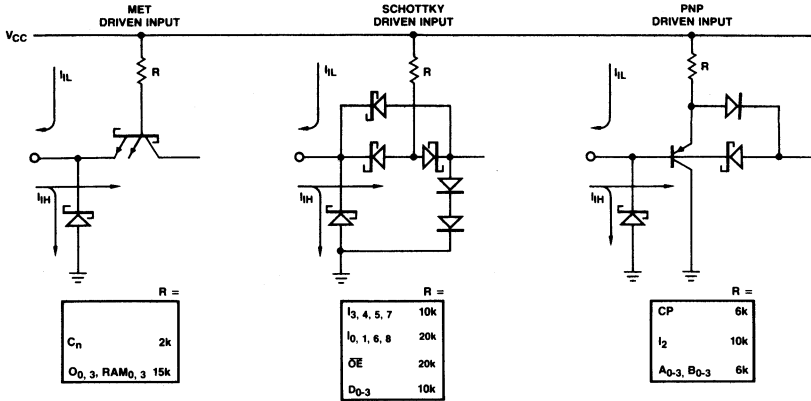 MET
DRIVEN INPUT
SCHOTTKY
DRIVEN INPUT
PNP
DRIVEN INPUT
VCC
IIL
R
IIH
IIL
R
IIH
IIL
R
IIH
R =
Cn 2k
O0, 3, RAM0, 3 15k
R =
I3, 4, 5, 7 10k
I0, 1, 6, 8 20k
O̅E̅ 20k
D0-3 10k
R =
CP 6k
I2 10k
A0-3, B0-3 6k